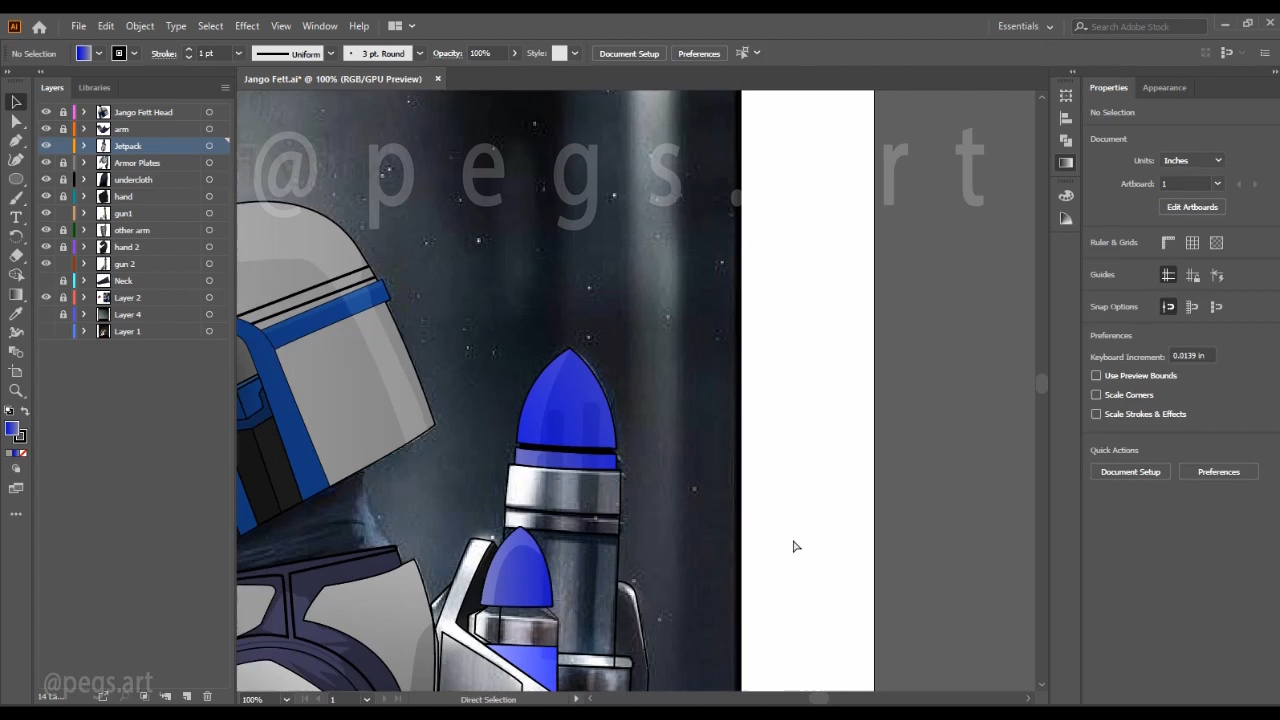 Ai File Edit Object Type Select Effect View Window Help Essentials Search Adobe Stock
No Selection Stroke: 1 pt Uniform 3 pt. Round Opacity: 100% Style: Document Setup Preferences
Layers Libraries
Jango Fett.ai* @ 100% (RGB/GPU Preview)
Properties Appearance
Jango Fett Head
arm
Jetpack
Armor Plates
undercloth
hand
gun1
other arm
hand 2
gun 2
Neck
Layer 2
Layer 4
Layer 1
@pegs.art
No Selection
Document
Units: Inches
Artboard: 1
Edit Artboards
Ruler & Grids
Guides
Snap Options
Preferences
Keyboard Increment: 0.0139 in
Use Preview Bounds
Scale Corners
Scale Strokes & Effects
Quick Actions
Document Setup Preferences
@pegs.art
100% 1 Direct Selection